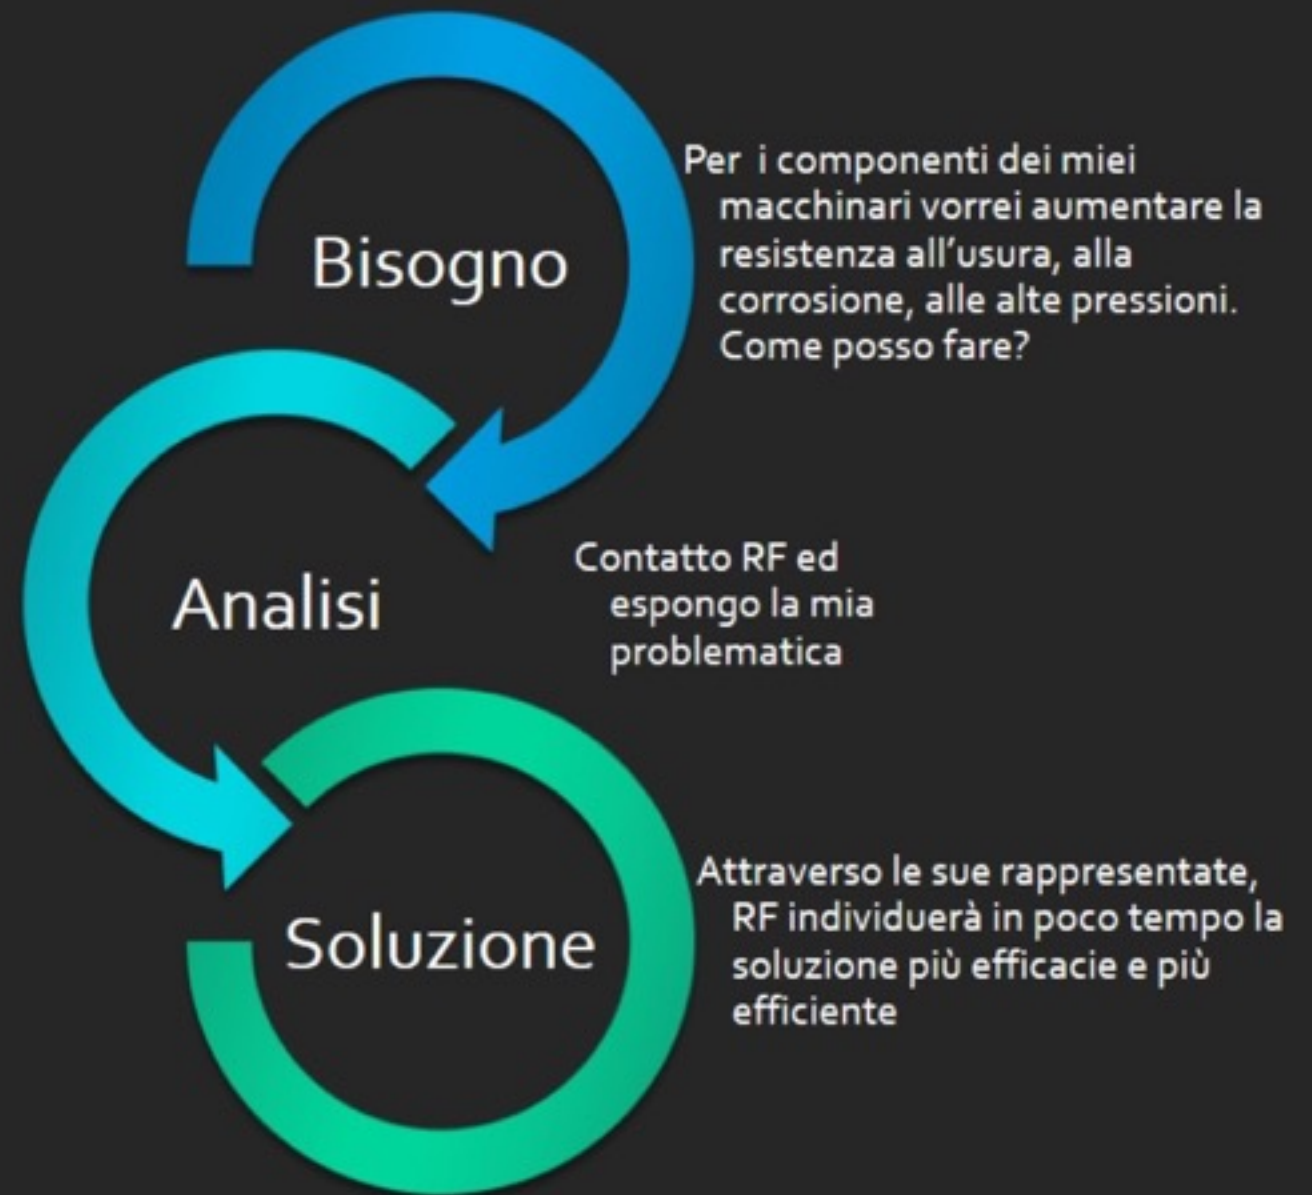 Bisogno
Per i componenti dei miei
macchinari vorrei aumentare la
resistenza all'usura, alla
corrosione, alle alte pressioni.
Come posso fare?
Analisi
Contatto RF ed
espongo la mia
problematica
Soluzione
Attraverso le sue rappresentate,
RF individuerà in poco tempo la
soluzione più efficacie e più
efficiente